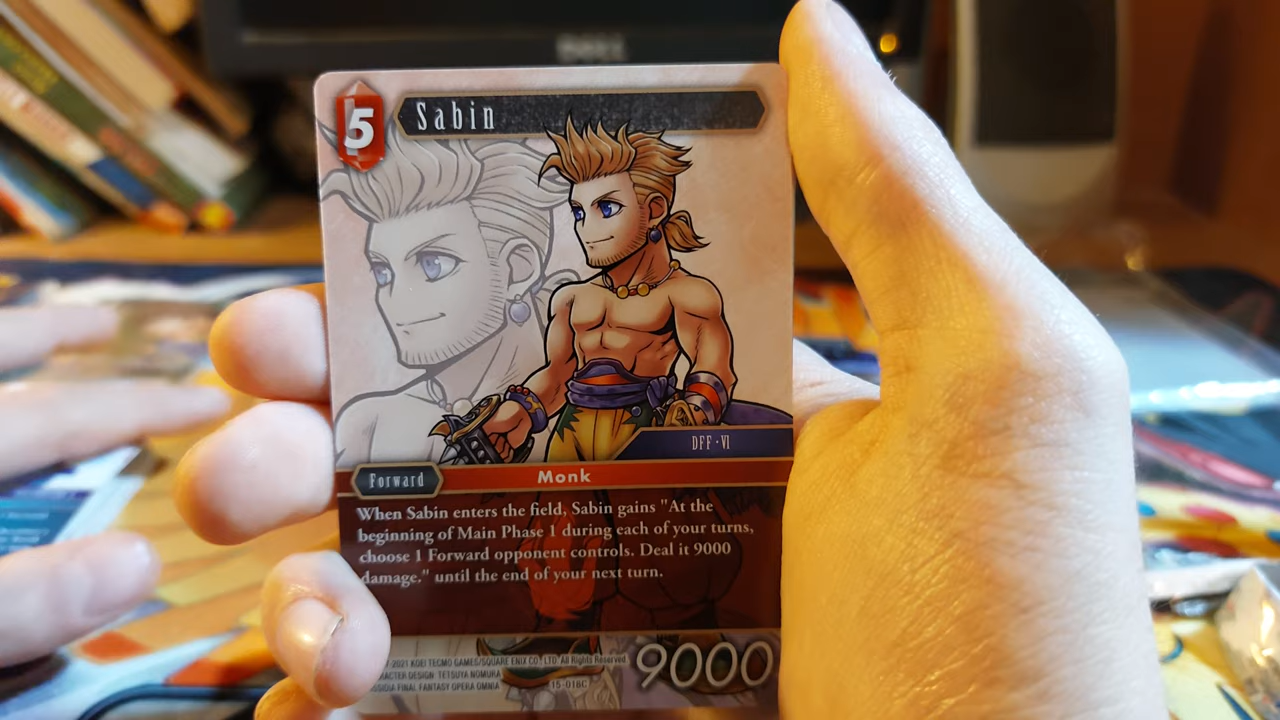 DELL
5
Sabin
DFF·VI
Forward
Monk
When Sabin enters the field, Sabin gains "At the
beginning of Main Phase 1 during each of your turns,
choose 1 Forward opponent controls. Deal it 9000
damage." until the end of your next turn.
-2021 KOEI TECMO GAMES/SQUARE ENIX CO., LTD. All Rights Reserved.
DESIGN: TETSUYA NOMURA
FINAL FANTASY OPERA OMNIA
15-016C
9000